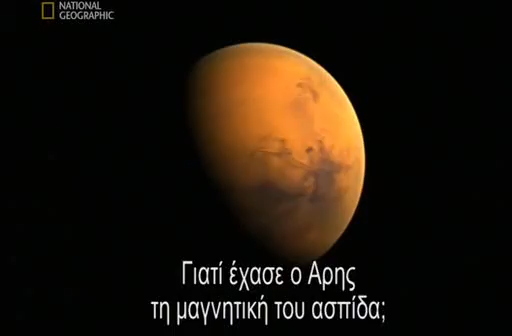 NATIONAL
GEOGRAPHIC
Γιατί έχασε ο Αρης
τη μαγνητική του ασπίδα;